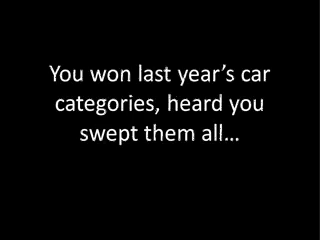 You won last year’s car
categories, heard you
swept them all…